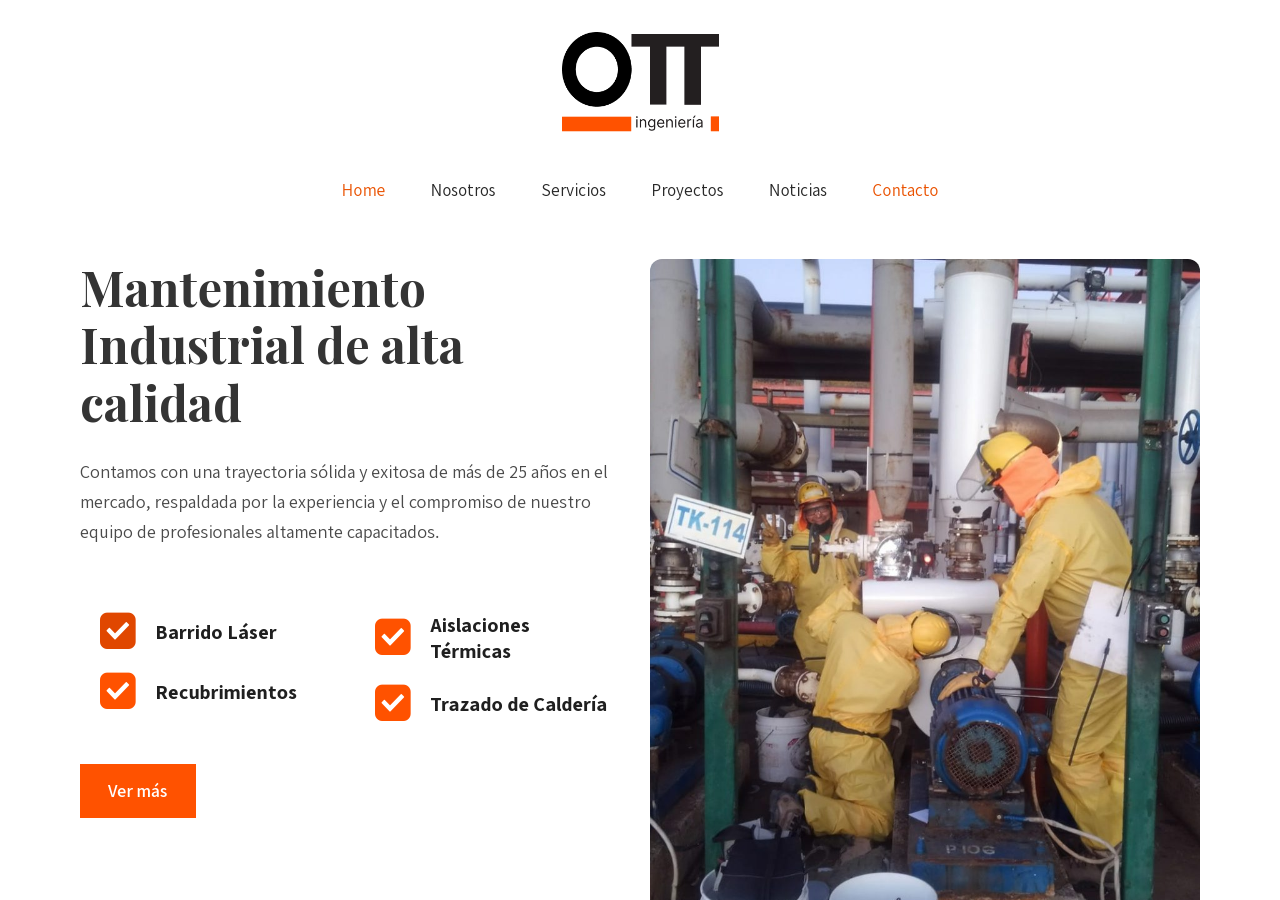 OTT
ingeniería
Home Nosotros Servicios Proyectos Noticias Contacto
Mantenimiento
Industrial de alta
calidad
Contamos con una trayectoria sólida y exitosa de más de 25 años en el
mercado, respaldada por la experiencia y el compromiso de nuestro
equipo de profesionales altamente capacitados.
Barrido Láser
Recubrimientos
Aislaciones
Térmicas
Trazado de Caldería
Ver más
TK-114
P106